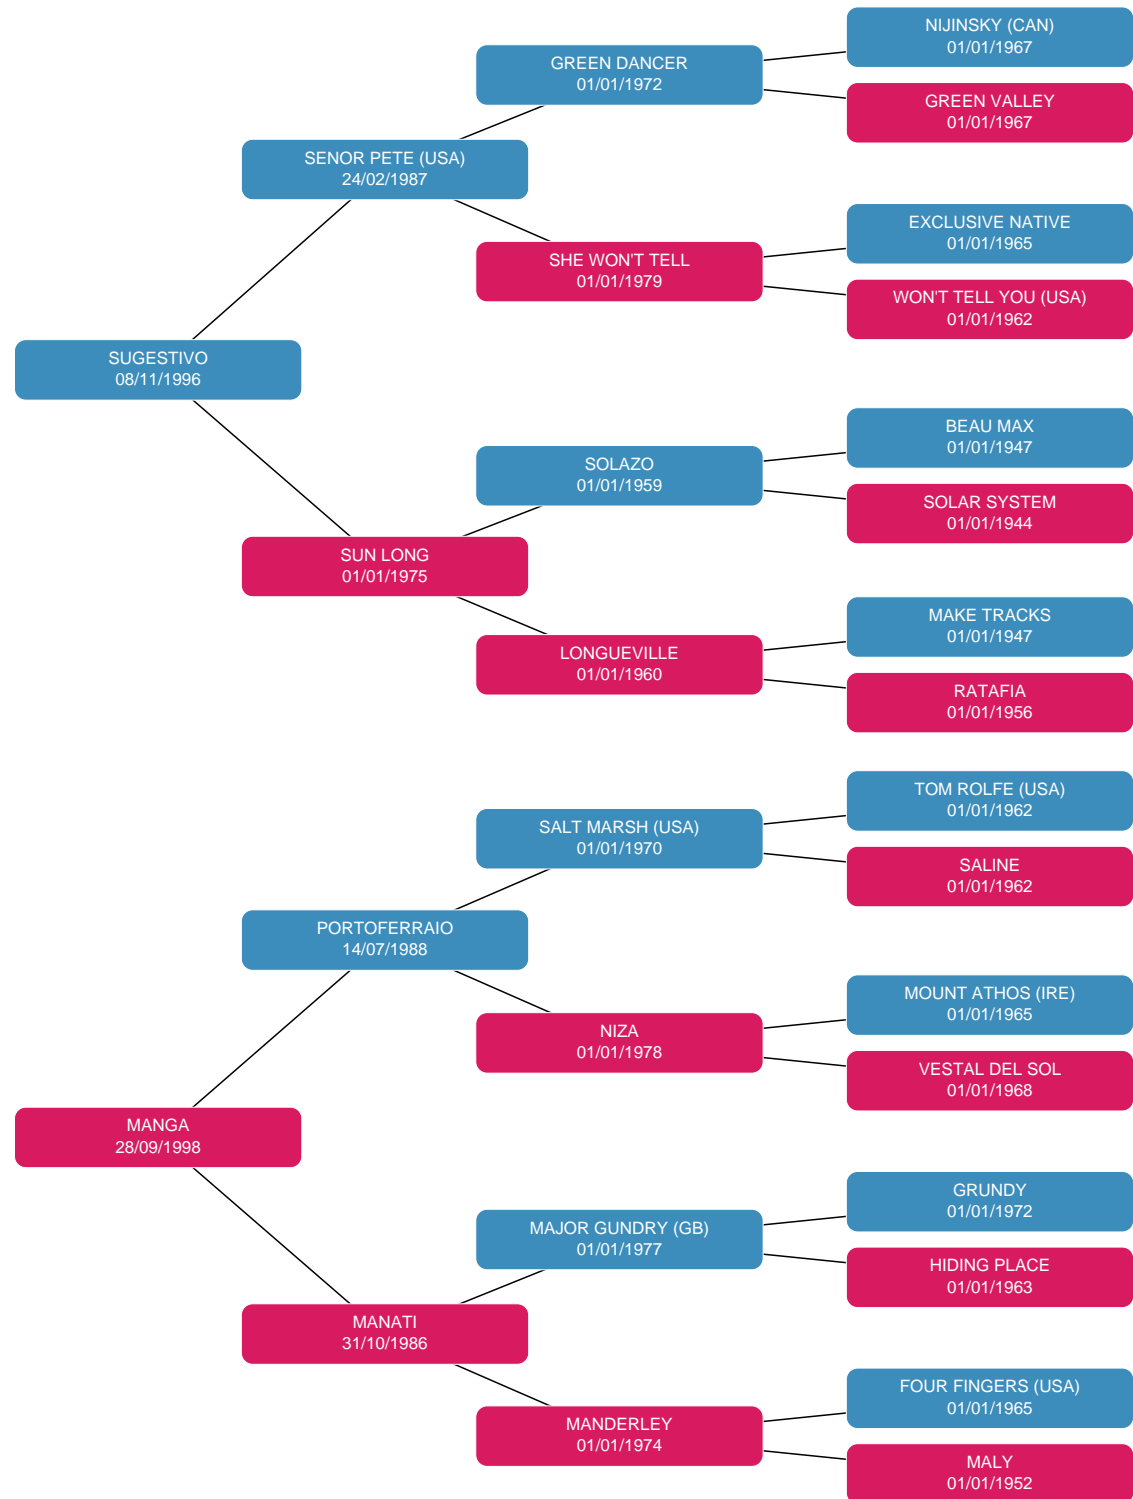 NIJINSKY (CAN)
01/01/1967
GREEN DANCER
01/01/1972
GREEN VALLEY
01/01/1967
SENOR PETE (USA)
24/02/1987
EXCLUSIVE NATIVE
01/01/1965
SHE WON'T TELL
01/01/1979
WON'T TELL YOU (USA)
01/01/1962
SUGESTIVO
08/11/1996
BEAU MAX
01/01/1947
SOLAZO
01/01/1959
SOLAR SYSTEM
01/01/1944
SUN LONG
01/01/1975
MAKE TRACKS
01/01/1947
LONGUEVILLE
01/01/1960
RATAFIA
01/01/1956
TOM ROLFE (USA)
01/01/1962
SALT MARSH (USA)
01/01/1970
SALINE
01/01/1962
PORTOFERRAIO
14/07/1988
MOUNT ATHOS (IRE)
01/01/1965
NIZA
01/01/1978
VESTAL DEL SOL
01/01/1968
MANGA
28/09/1998
GRUNDY
01/01/1972
MAJOR GUNDRY (GB)
01/01/1977
HIDING PLACE
01/01/1963
MANATI
31/10/1986
FOUR FINGERS (USA)
01/01/1965
MANDERLEY
01/01/1974
MALY
01/01/1952